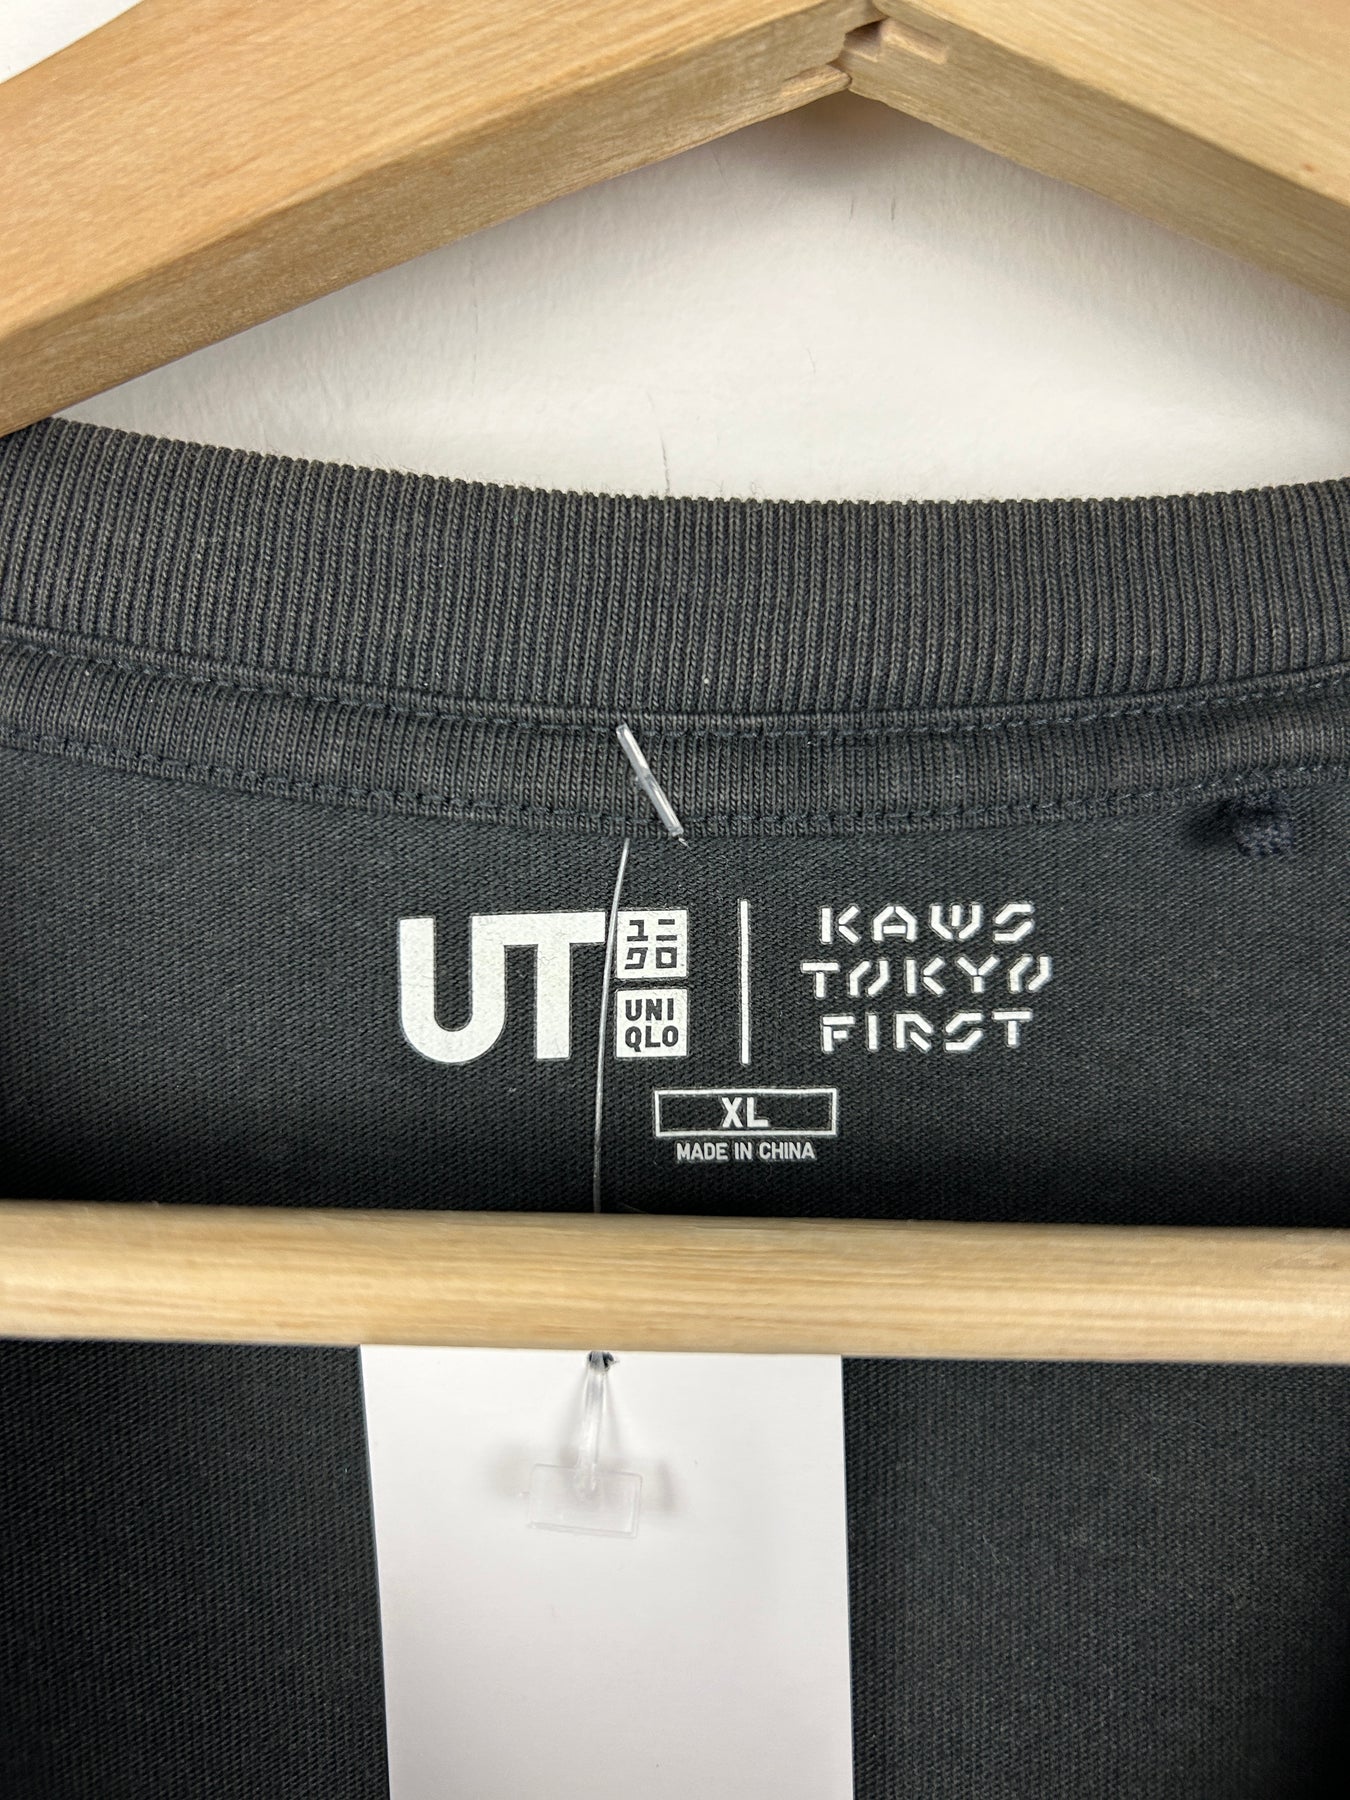 UT
ユニ
クロ
UNI
QLO
KAWS
TOKYO
FIRST
XL
MADE IN CHINA